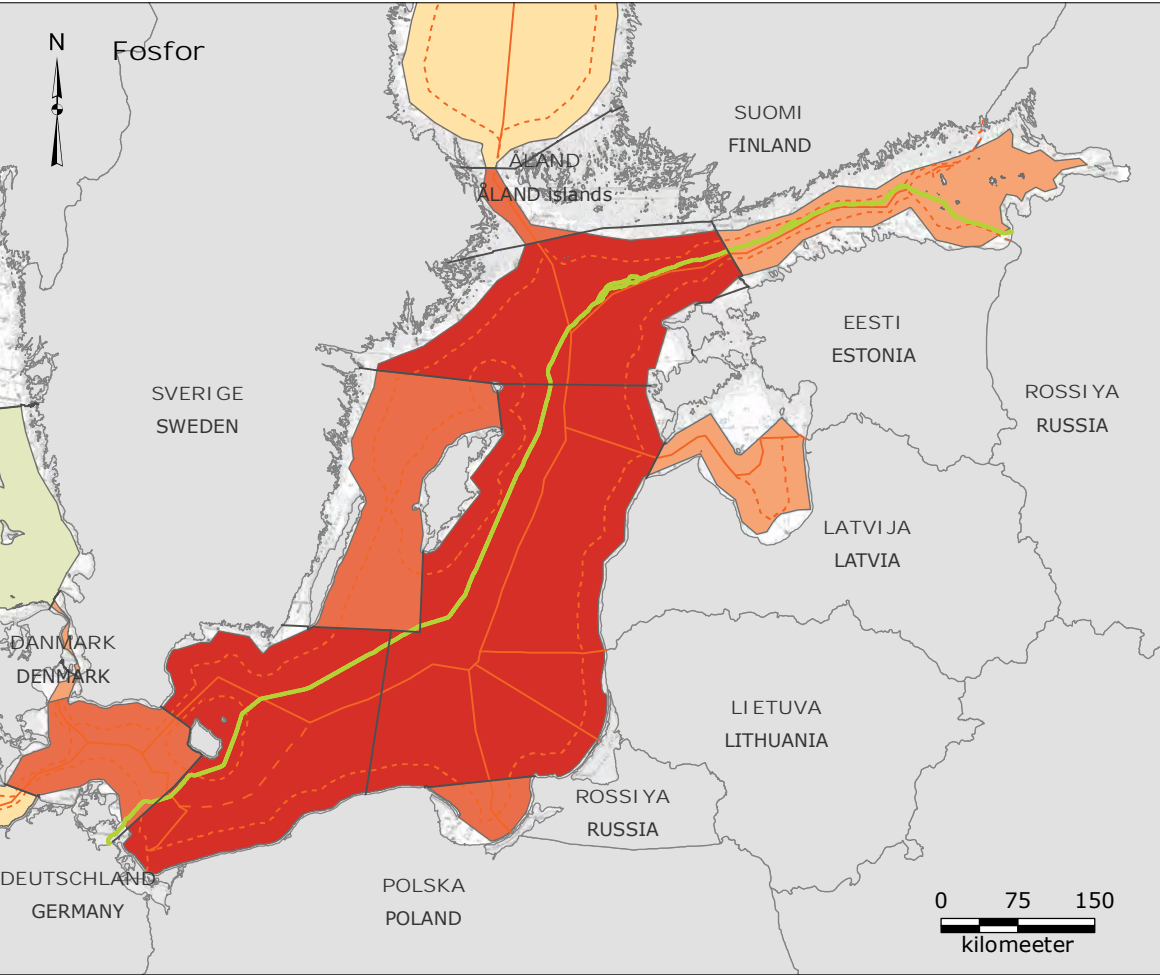 N
Fosfor
SUOMI
FINLAND
ÅLAND
ÅLAND islands
EESTI
ESTONIA
ROSSIYA
RUSSIA
SVERIGE
SWEDEN
LATVIJA
LATVIA
DANMARK
DENMARK
LIETUVA
LITHUANIA
ROSSIYA
RUSSIA
DEUTSCHLAND
GERMANY
POLSKA
POLAND
0 75 150
kilomeeter